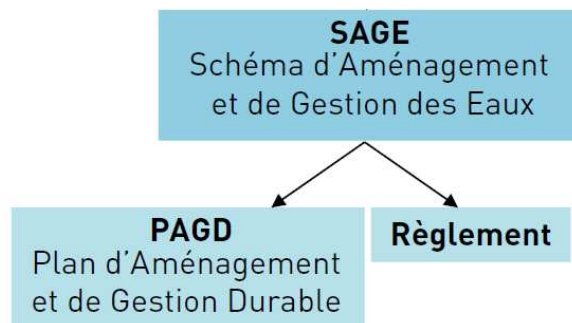 SAGE
Schéma d’Aménagement
et de Gestion des Eaux
PAGD
Plan d’Aménagement
et de Gestion Durable
Règlement